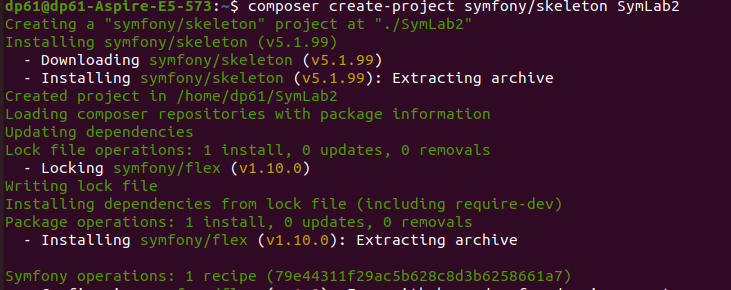 dp61@dp61-Aspire-E5-573:~$ composer create-project symfony/skeleton SymLab2
Creating a "symfony/skeleton" project at "./SymLab2"
Installing symfony/skeleton (v5.1.99)
  - Downloading symfony/skeleton (v5.1.99)
  - Installing symfony/skeleton (v5.1.99): Extracting archive
Created project in /home/dp61/SymLab2
Loading composer repositories with package information
Updating dependencies
Lock file operations: 1 install, 0 updates, 0 removals
  - Locking symfony/flex (v1.10.0)
Writing lock file
Installing dependencies from lock file (including require-dev)
Package operations: 1 install, 0 updates, 0 removals
  - Installing symfony/flex (v1.10.0): Extracting archive
Symfony operations: 1 recipe (79e44311f29ac5b628c8d3b6258661a7)